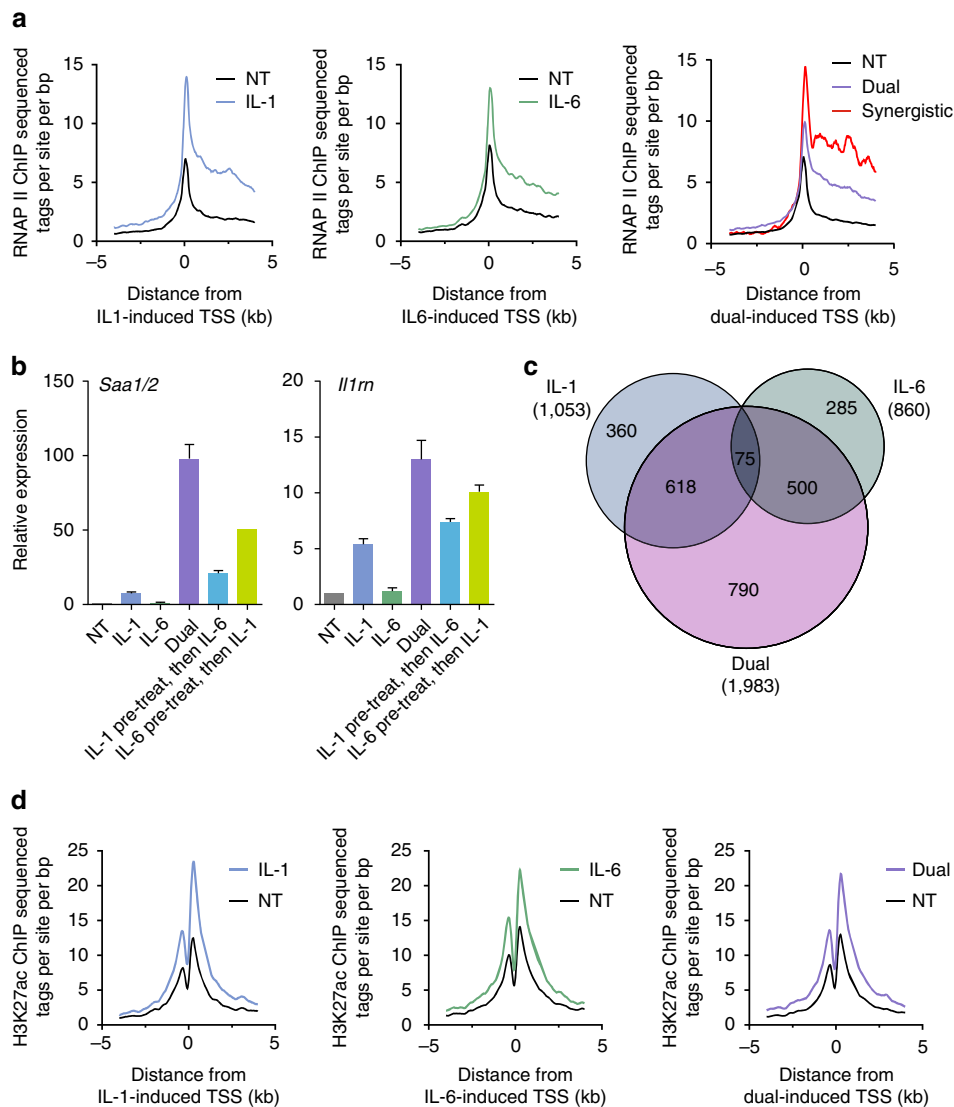 a
RNAP II ChIP sequenced
tags per site per bp
15
10
5
0
–5
0
5
NT
IL-1
Distance from
IL1-induced TSS (kb)
RNAP II ChIP sequenced
tags per site per bp
15
10
5
0
–5
0
5
NT
IL-6
Distance from
IL6-induced TSS (kb)
RNAP II ChIP sequenced
tags per site per bp
15
10
5
0
–5
0
5
NT
Dual
Synergistic
Distance from
dual-induced TSS (kb)
b
Relative expression
Saa1/2
150
100
50
0
NT
IL-1
IL-6
Dual
IL-1 pre-treat, then IL-6
IL-6 pre-treat, then IL-1
Il1rn
20
15
10
5
0
NT
IL-1
IL-6
Dual
IL-1 pre-treat, then IL-6
IL-6 pre-treat, then IL-1
c
IL-1
(1,053)
IL-6
(860)
360
285
75
618
500
790
Dual
(1,983)
d
H3K27ac ChIP sequenced
tags per site per bp
25
20
15
10
5
0
–5
0
5
IL-1
NT
Distance from
IL-1-induced TSS (kb)
H3K27ac ChIP sequenced
tags per site per bp
25
20
15
10
5
0
–5
0
5
IL-6
NT
Distance from
IL-6-induced TSS (kb)
H3K27ac ChIP sequenced
tags per site per bp
25
20
15
10
5
0
–5
0
5
Dual
NT
Distance from
dual-induced TSS (kb)